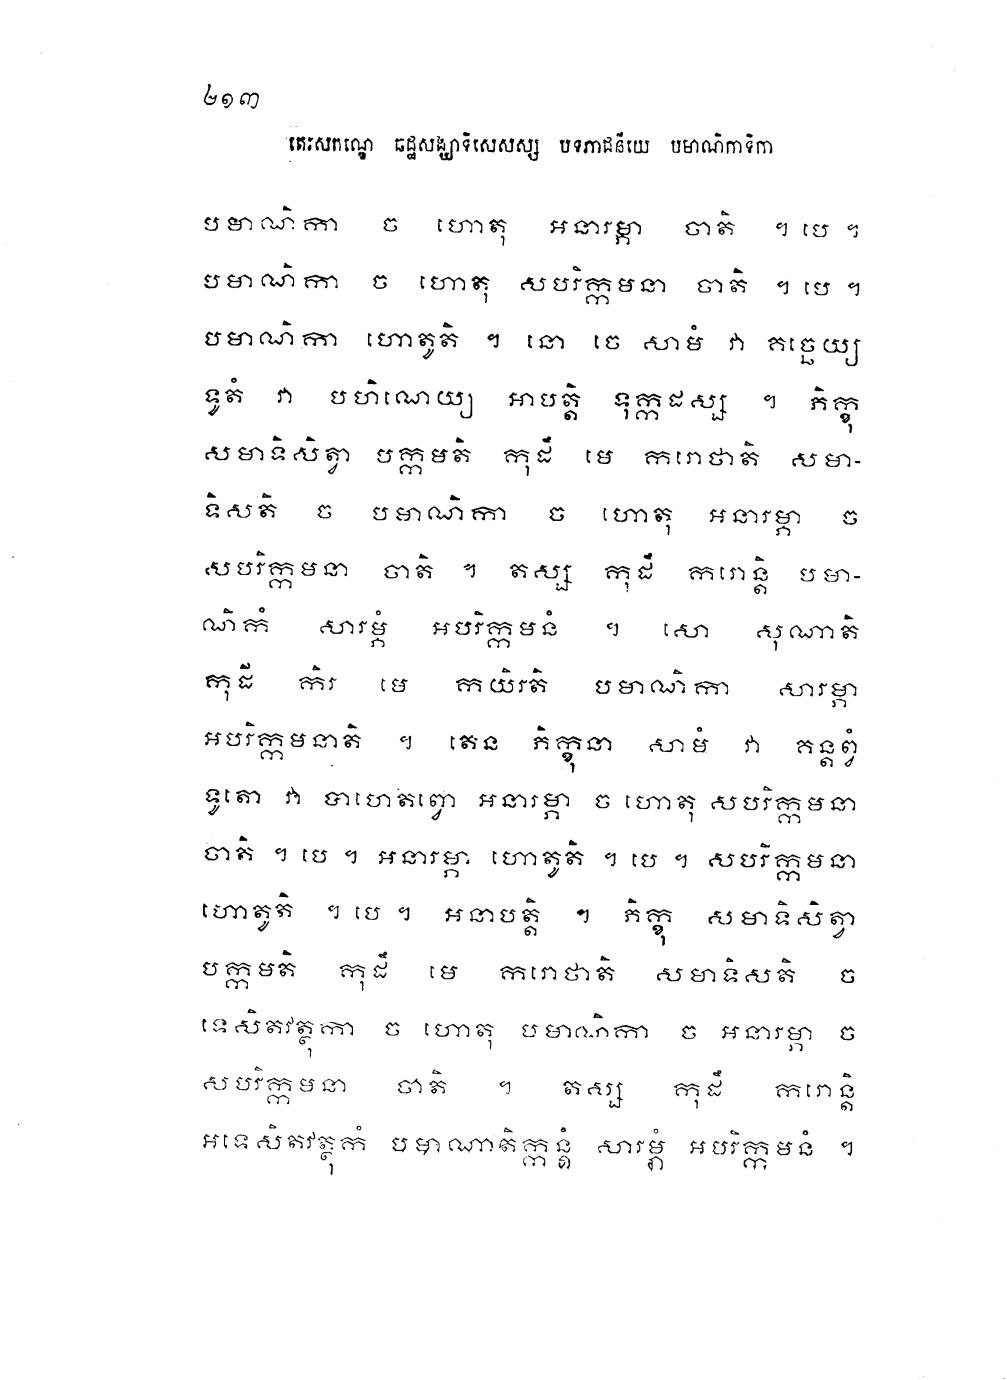 ២១៣
តេរសកណ្ឌេ ឆដ្ឋសង្ឃាទិសេសស្ស បទភាជនីយេ បមាណិកាទិកា
បមាណិកា ច ហោតុ អនារម្ភា ចាតិ ។ បេ ។
បមាណិកា ច ហោតុ សបរិក្កមនា ចាតិ ។ បេ ។
បមាណិកា ហោតូតិ ។ នោ ចេ សាមំ វា គច្ឆេយ្យ
ទូតំ វា បហិណេយ្យ អាបត្តិ ទុក្កដស្ស ។ ភិក្ខុ
សមាទិសិត្វា បក្កមតិ កុដឹ មេ ករោថាតិ សមា-
ទិសតិ ច បមាណិកា ច ហោតុ អនារម្ភា ច
សបរិក្កមនា ចាតិ ។ តស្ស កុដឹ ករោន្តិ បមា-
ណិកំ សារម្ភំ អបរិក្កមនំ ។ សោ សុណាតិ
កុដី កិរ មេ កយិរតិ បមាណិកា សារម្ភា
អបរិក្កមនាតិ ។ តេន ភិក្ខុនា សាមំ វា គន្តព្វំ
ទូតោ វា បាហេតព្វោ អនារម្ភា ច ហោតុ សបរិក្កមនា
ចាតិ ។ បេ ។ អនារម្ភា ហោតូតិ ។ បេ ។ សបរិក្កមនា
ហោតូតិ ។ បេ ។ អនាបត្តិ ។ ភិក្ខុ សមាទិសិត្វា
បក្កមតិ កុដឹ មេ ករោថាតិ សមាទិសតិ ច
ទេសិតវត្ថុកា ច ហោតុ បមាណិកា ច អនារម្ភា ច
សបរិក្កមនា ចាតិ ។ តស្ស កុដឹ ករោន្តិ
អទេសិតវត្ថុកំ បមាណាតិក្កន្តំ សារម្ភំ អបរិក្កមនំ ។